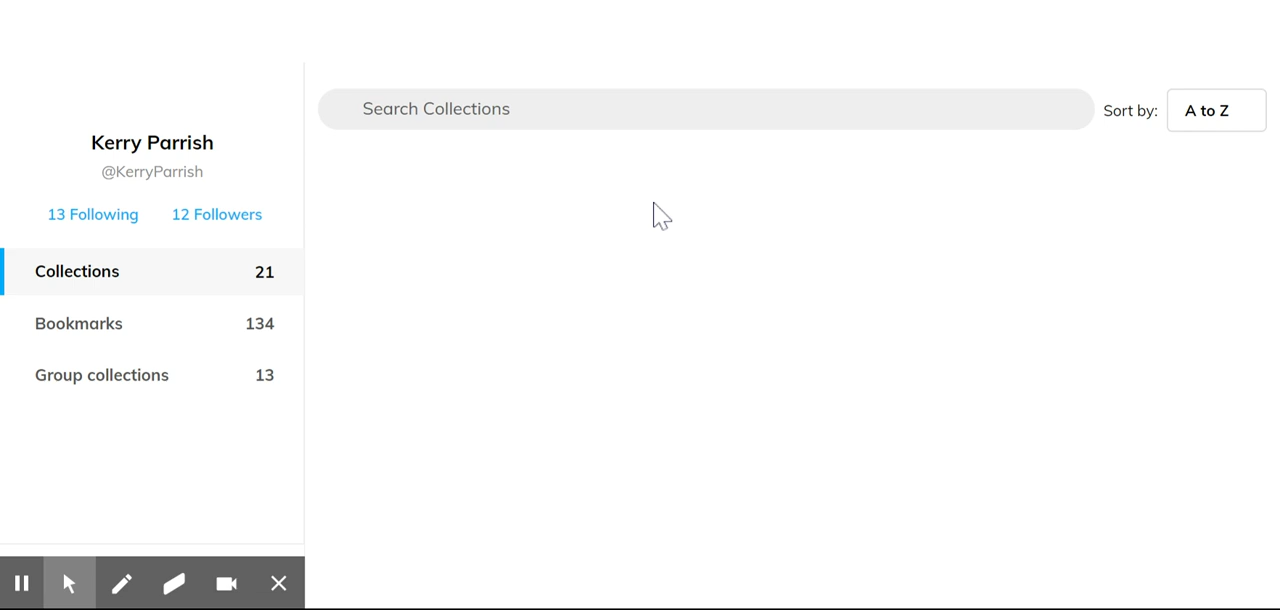 Search Collections
Sort by:
A to Z
Kerry Parrish
@KerryParrish
13 Following
12 Followers
Collections 21
Bookmarks 134
Group collections 13